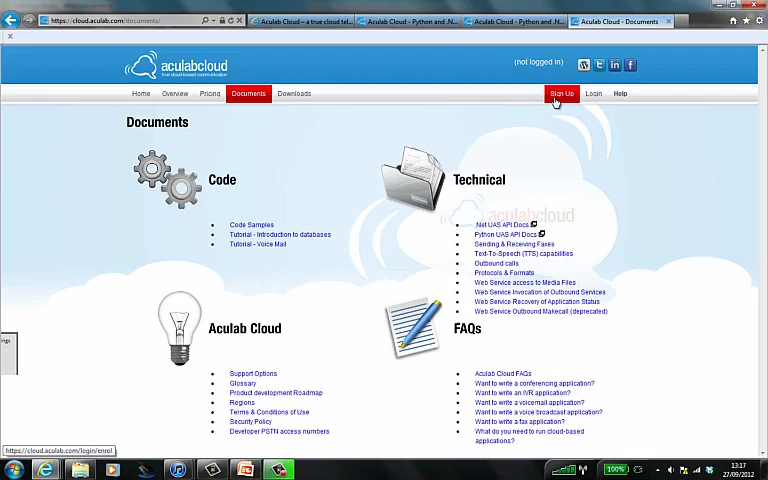 https://cloud.aculab.com/documents/
Aculab Cloud – a true cloud tel...
Aculab Cloud - Python and .N...
Aculab Cloud - Python and .N...
Aculab Cloud - Documents
aculabcloud
true cloud-based communication
(not logged in)
Home
Overview
Pricing
Documents
Downloads
Sign Up
Login
Help
Documents
Code
Code Samples
Tutorial - Introduction to databases
Tutorial - Voice Mail
Technical
aculabcloud
.Net UAS API Docs
Python UAS API Docs
Sending & Receiving Faxes
Text-To-Speech (TTS) capabilities
Outbound calls
Protocols & Formats
Web Service access to Media Files
Web Service Invocation of Outbound Services
Web Service Recovery of Application Status
Web Service Outbound Makecall (deprecated)
ings
Aculab Cloud
Support Options
Glossary
Product development Roadmap
Regions
Terms & Conditions of Use
Security Policy
Developer PSTN access numbers
FAQs
Aculab Cloud FAQs
Want to write a conferencing application?
Want to write an IVR application?
Want to write a voicemail application?
Want to write a voice broadcast application?
Want to write a fax application?
What do you need to run cloud-based
applications?
https://cloud.aculab.com/login/enrol
100%
13:17
27/09/2012